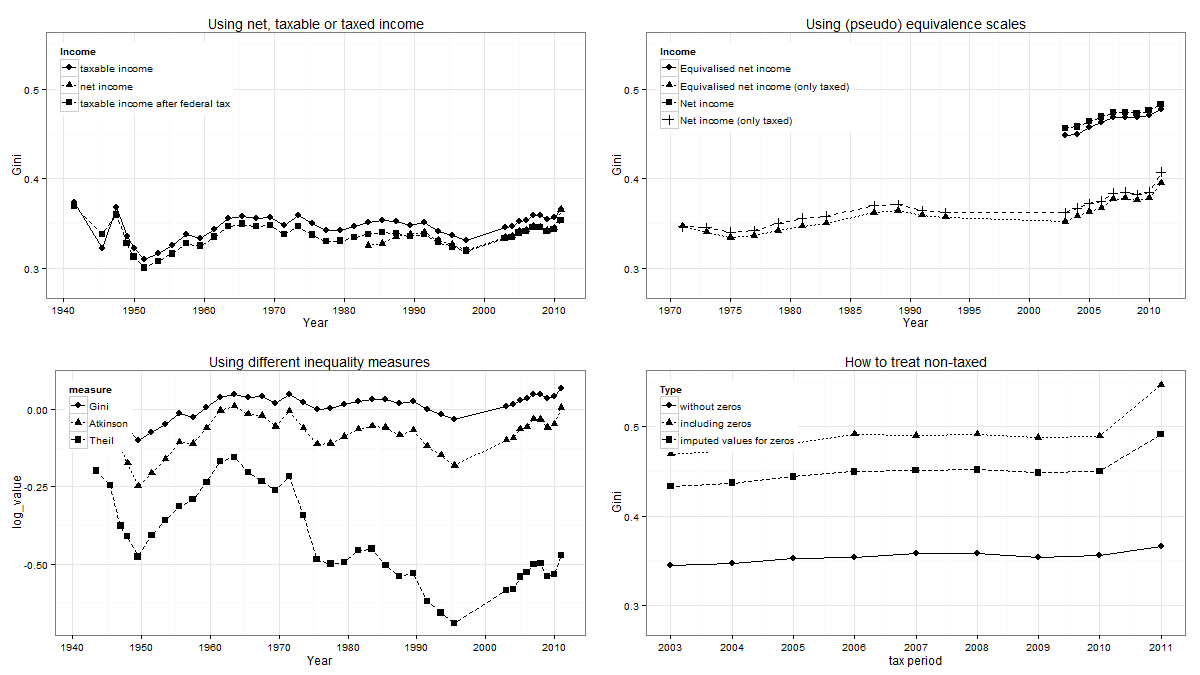 Using net, taxable or taxed income
Income
taxable income
net income
taxable income after federal tax
Gini
0.5
0.4
0.3
1940 1950 1960 1970 1980 1990 2000 2010
Year
Using (pseudo) equivalence scales
Income
Equivalised net income
Equivalised net income (only taxed)
Net income
Net income (only taxed)
Gini
0.5
0.4
0.3
1970 1975 1980 1985 1990 1995 2000 2005 2010
Year
Using different inequality measures
measure
Gini
Atkinson
Theil
log_value
0.00
-0.25
-0.50
1940 1950 1960 1970 1980 1990 2000 2010
Year
How to treat non-taxed
Type
without zeros
including zeros
imputed values for zeros
Gini
0.5
0.4
0.3
2003 2004 2005 2006 2007 2008 2009 2010 2011
tax period